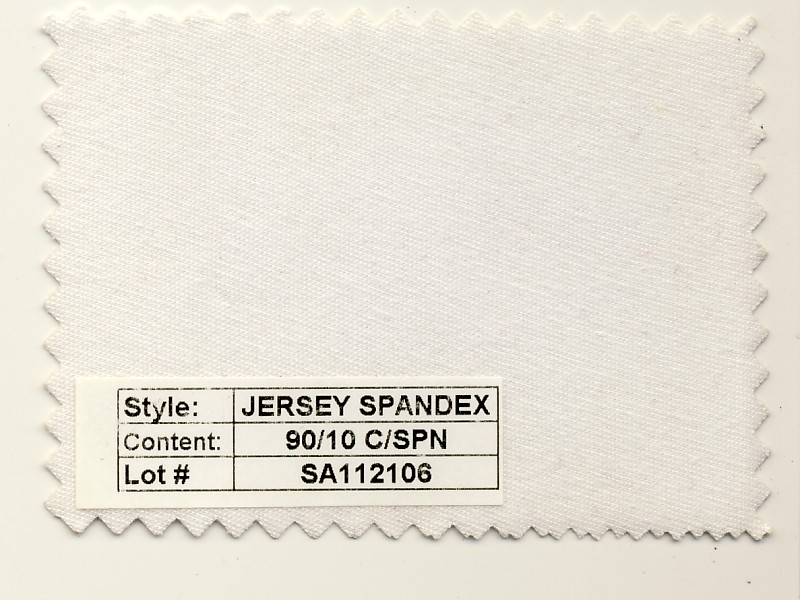 Style: JERSEY SPANDEX
Content: 90/10 C/SPN
Lot # SA112106